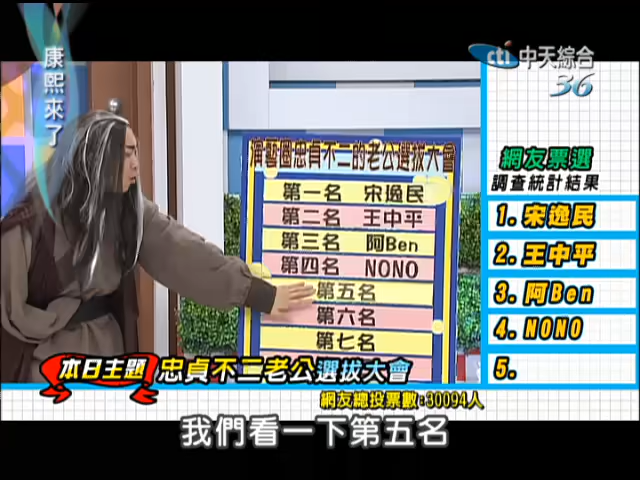 康熙來了
cti 中天綜合
36
演藝圈忠貞不二的老公選拔大會
第一名 宋逸民
第二名 王中平
第三名 阿Ben
第四名 NONO
第五名
第六名
第七名
網友票選
調查統計結果
1. 宋逸民
2. 王中平
3. 阿Ben
4. NONO
5.
本日主題 忠貞不二老公選拔大會
網友總投票數:30094人
我們看一下第五名